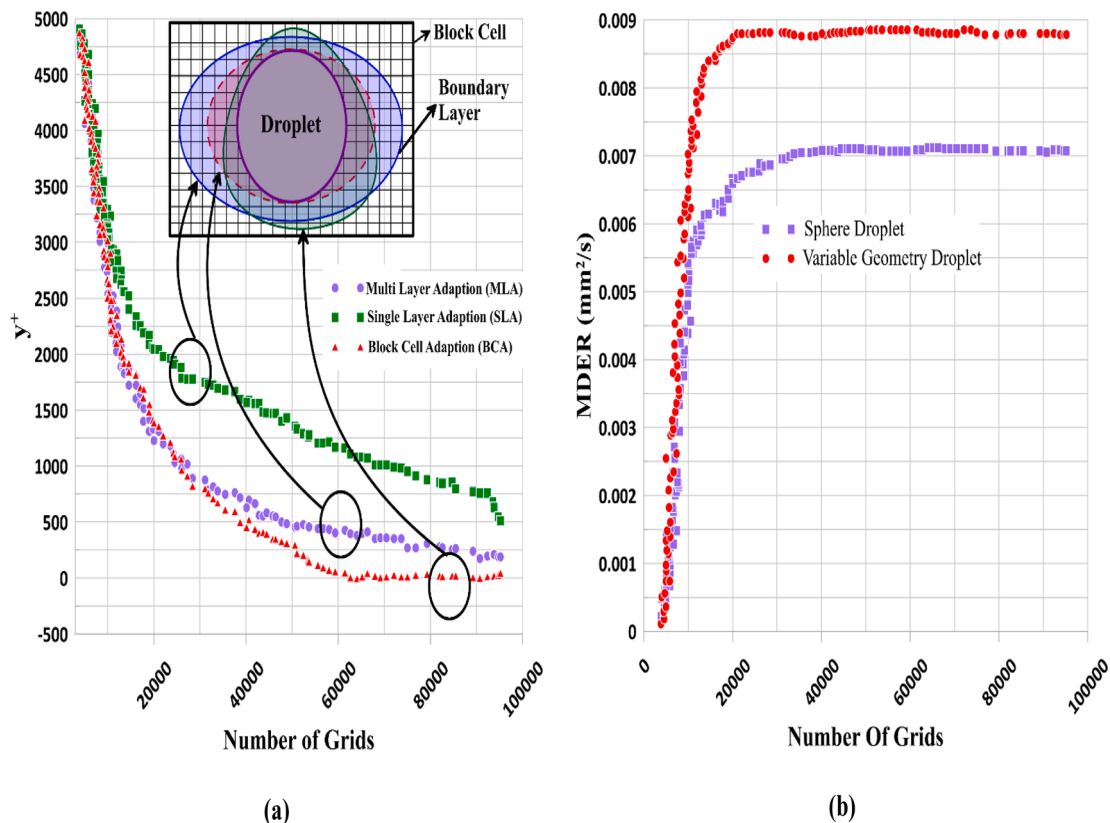 5000
4500
4000
3500
3000
2500
2000
1500
1000
500
0
-500
y+
20000
40000
60000
80000
100000
Number of Grids
Block Cell
Boundary
Layer
Droplet
Multi Layer Adaption (MLA)
Single Layer Adaption (SLA)
Block Cell Adaption (BCA)
(a)
0.009
0.008
0.007
0.006
0.005
0.004
0.003
0.002
0.001
0
MDER (mm²/s)
0
20000
40000
60000
80000
100000
Number Of Grids
Sphere Droplet
Variable Geometry Droplet
(b)